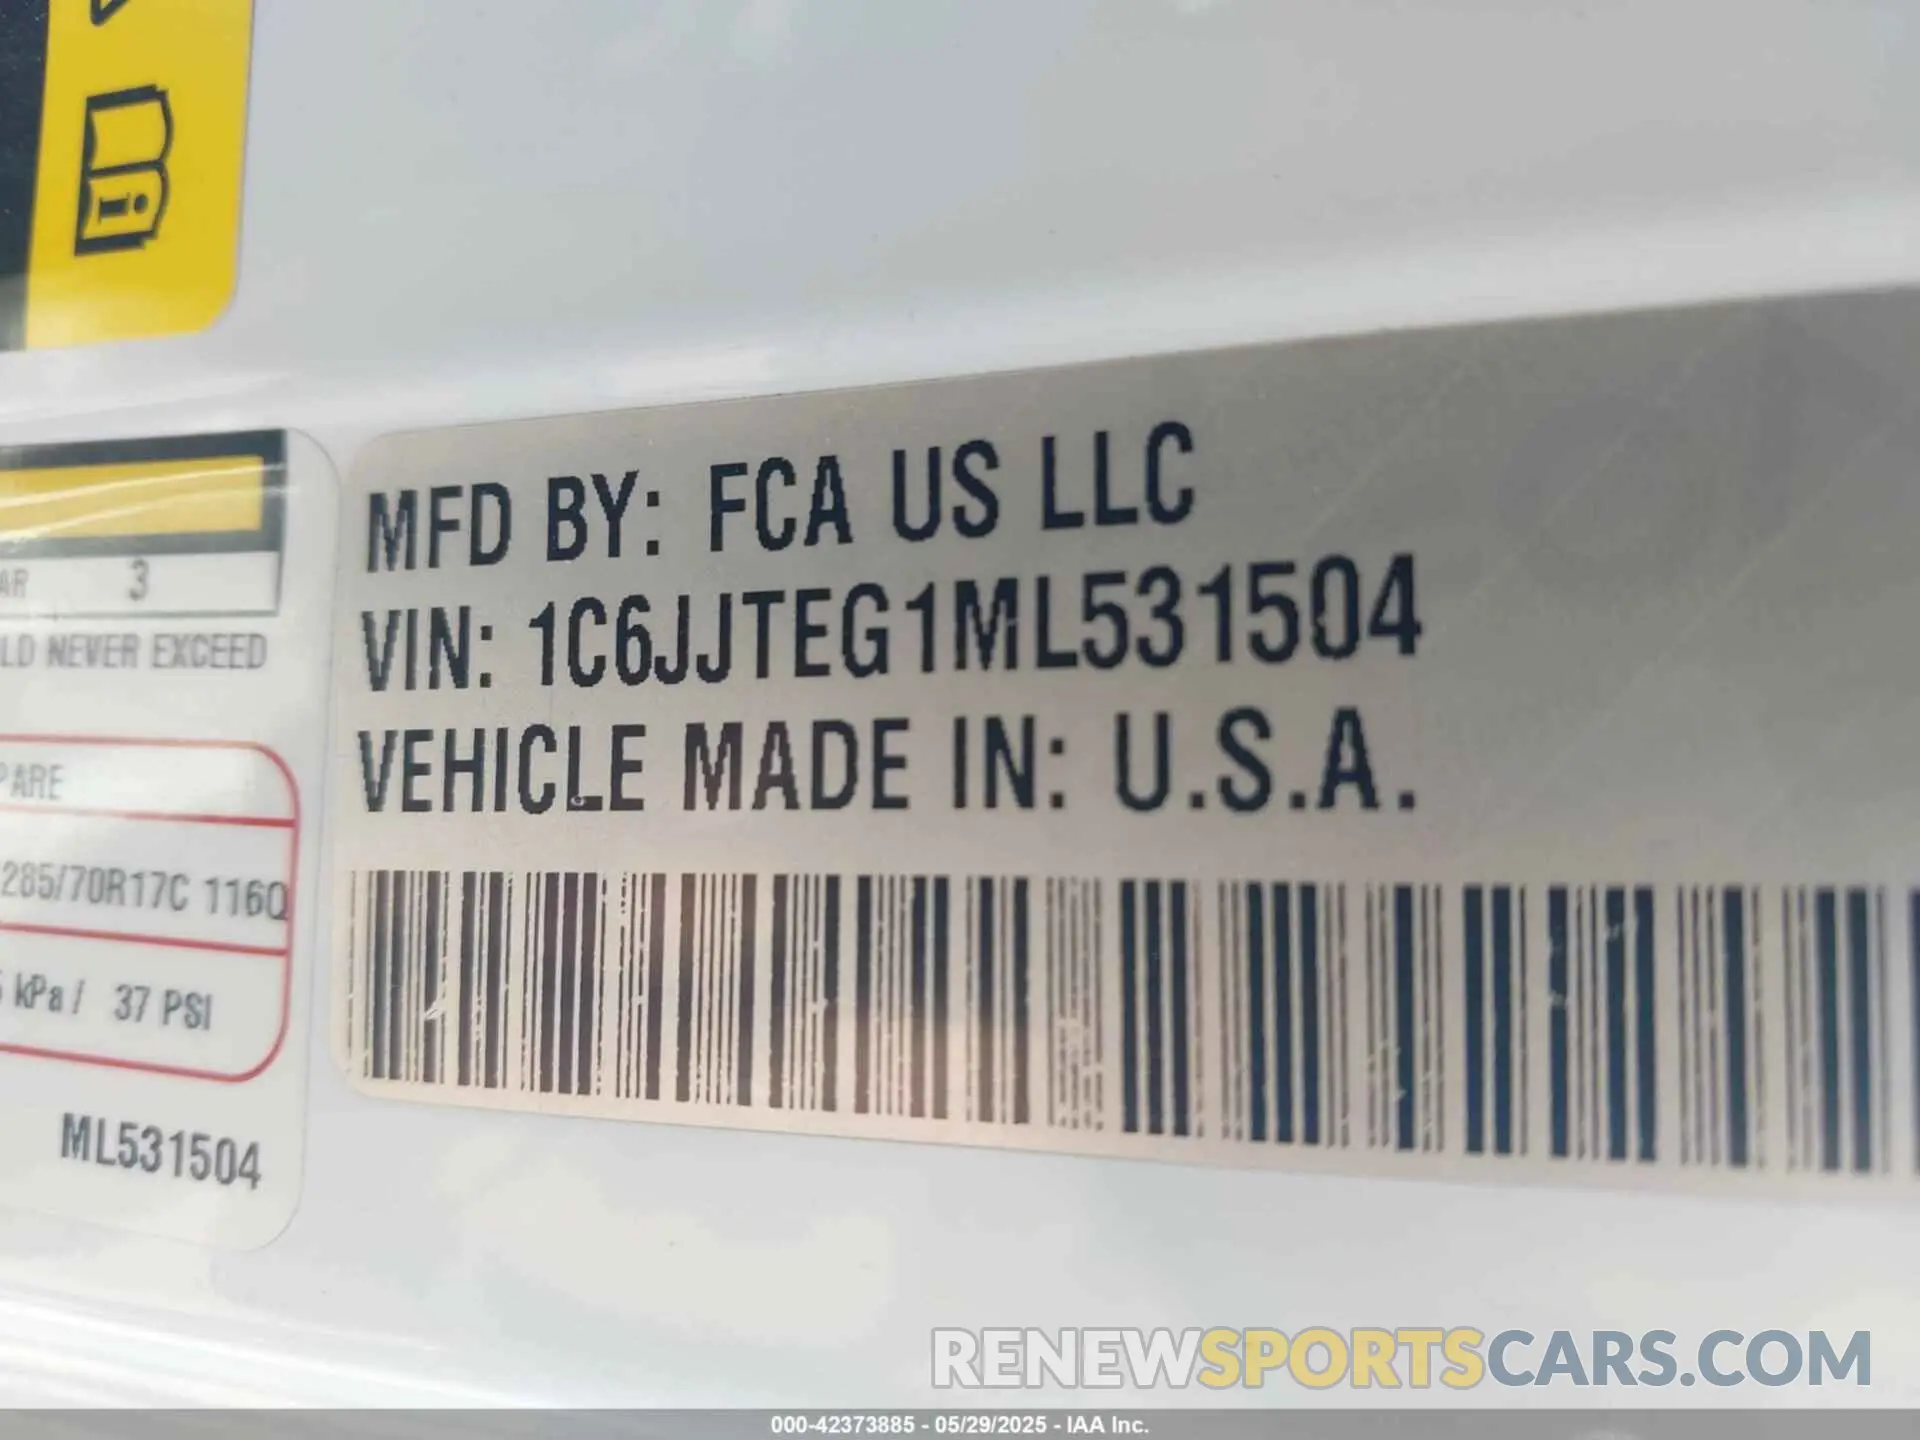 3
LD NEVER EXCEED
PARE
285/70R17C 116Q
kPa / 37 PSI
ML531504
MFD BY: FCA US LLC
VIN: 1C6JJTEG1ML531504
VEHICLE MADE IN: U.S.A.
RENEWSPORTSCARS.COM
000-42373885 - 05/29/2025 - IAA Inc.